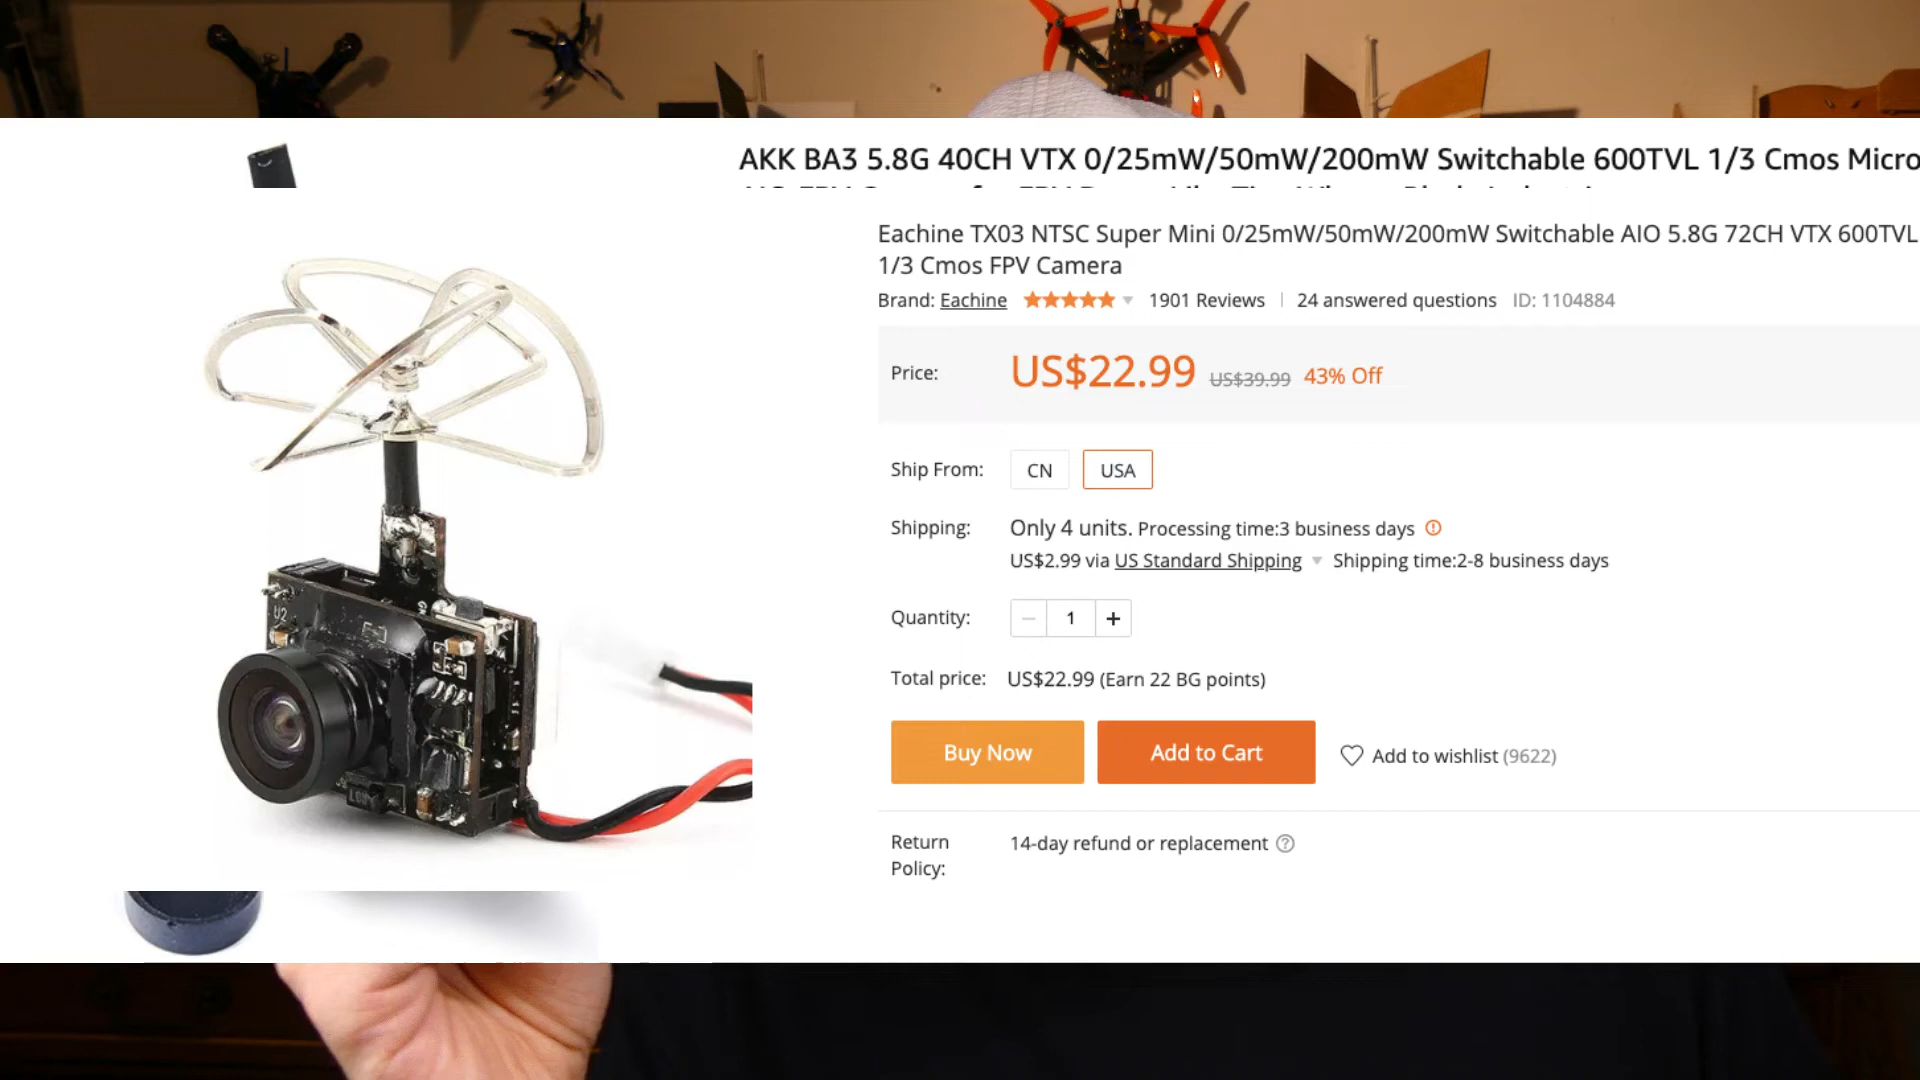 AKK BA3 5.8G 40CH VTX 0/25mW/50mW/200mW Switchable 600TVL 1/3 Cmos Micro
Eachine TX03 NTSC Super Mini 0/25mW/50mW/200mW Switchable AIO 5.8G 72CH VTX 600TVL
1/3 Cmos FPV Camera
Brand: Eachine 1901 Reviews 24 answered questions ID: 1104884
Price: US$22.99 US$39.99 43% Off
Ship From: CN USA
Shipping: Only 4 units. Processing time:3 business days
US$2.99 via US Standard Shipping Shipping time:2-8 business days
Quantity: 1
Total price: US$22.99 (Earn 22 BG points)
Buy Now Add to Cart Add to wishlist (9622)
Return
Policy: 14-day refund or replacement
U2